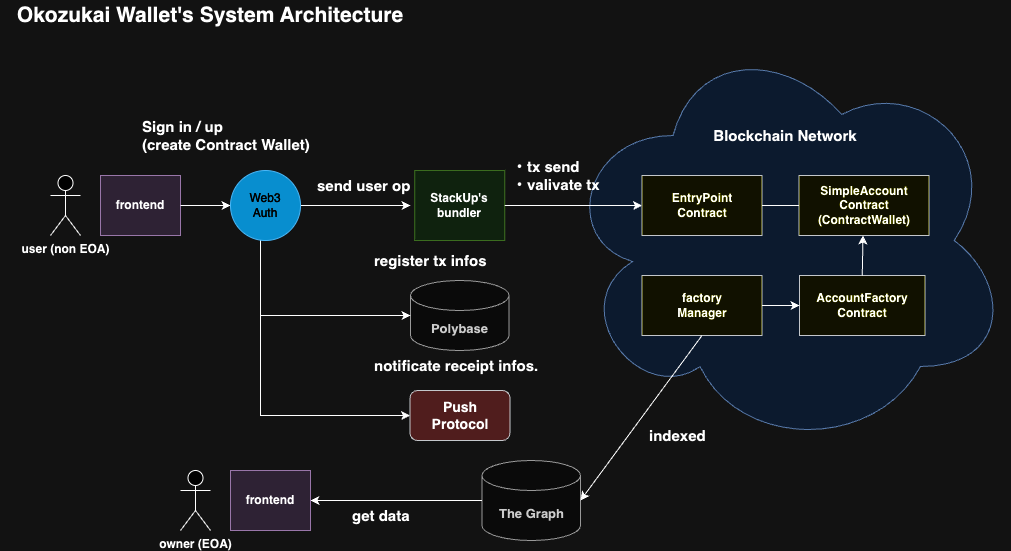 Okozukai Wallet's System Architecture
Sign in / up
(create Contract Wallet)
user (non EOA)
frontend
Web3
Auth
send user op
StackUp's
bundler
・tx send
・valivate tx
Blockchain Network
EntryPoint
Contract
SimpleAccount
Contract
(ContractWallet)
register tx infos
Polybase
factory
Manager
AccountFactory
Contract
notificate receipt infos.
Push
Protocol
indexed
owner (EOA)
frontend
get data
The Graph